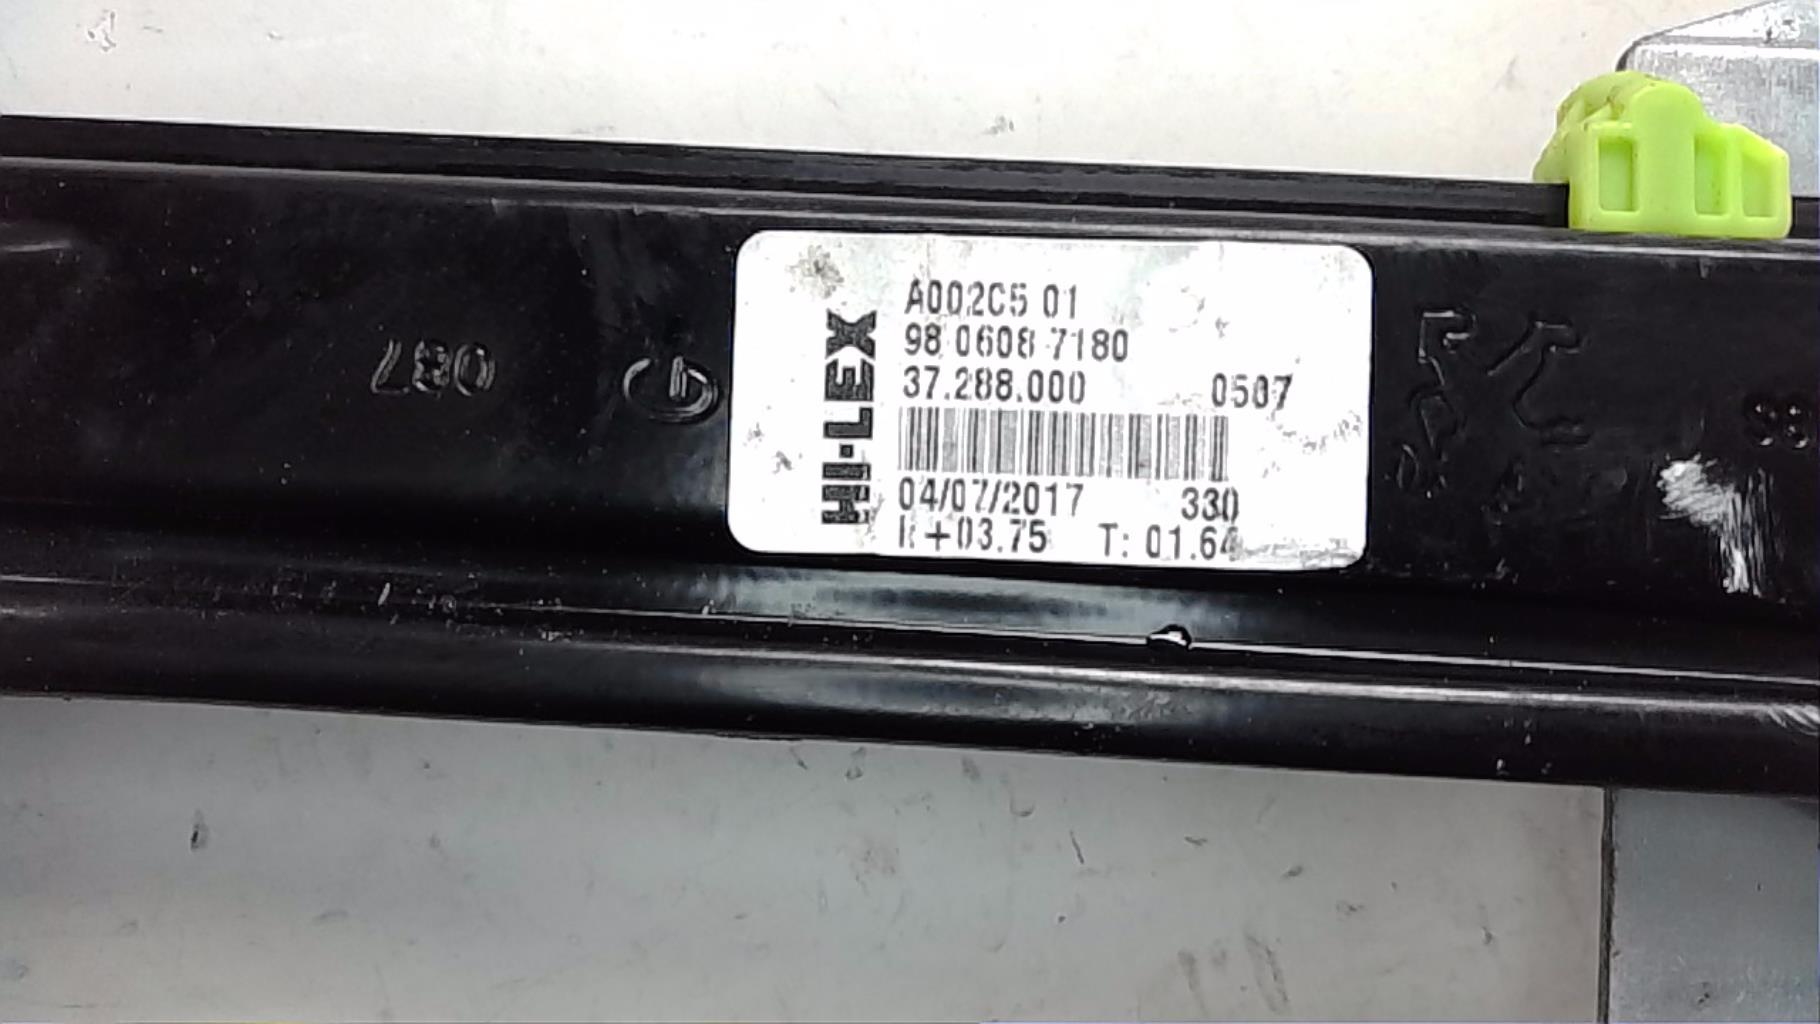 087
HI-LEX
A002C5 01
98 0608 7180
37.288.000 0507
04/07/2017 330
+03.75 T: 01.64